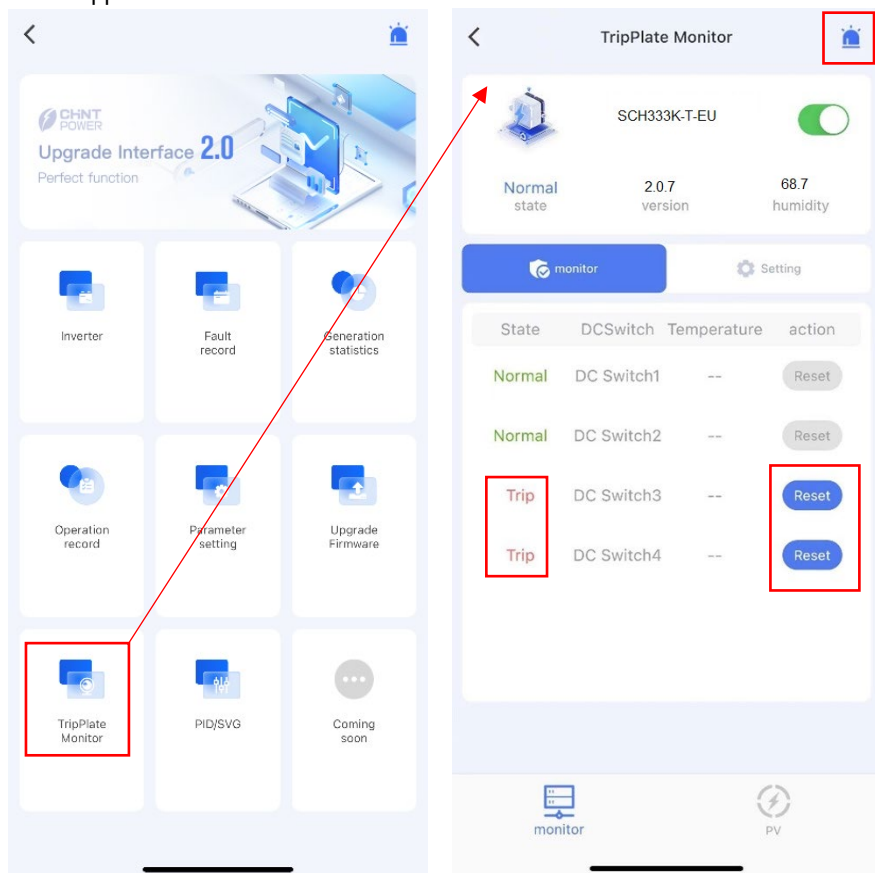 CHiNT
POWER
Upgrade Interface 2.0
Perfect function
Inverter
Fault
record
Generation
statistics
Operation
record
Parameter
setting
Upgrade
Firmware
TripPlate
Monitor
PID/SVG
Coming
soon
TripPlate Monitor
SCH333K-T-EU
Normal 2.0.7 68.7
state version humidity
monitor Setting
State DCSwitch Temperature action
Normal DC Switch1 -- Reset
Normal DC Switch2 -- Reset
Trip DC Switch3 -- Reset
Trip DC Switch4 -- Reset
monitor PV